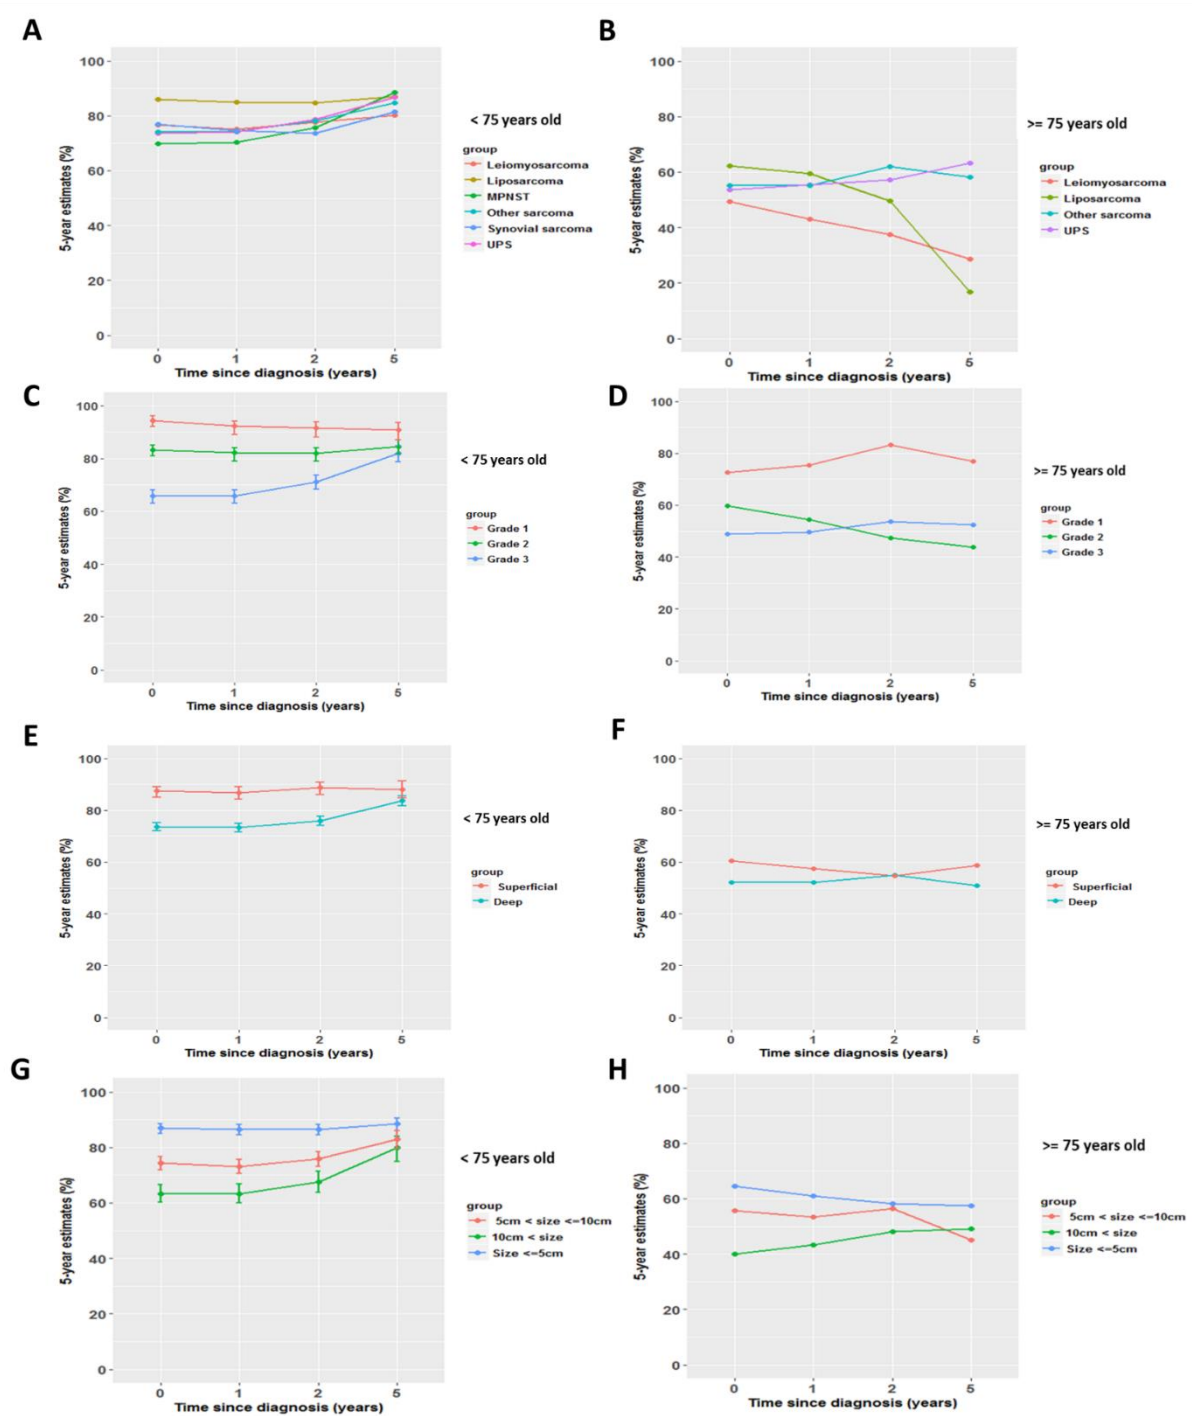 A
100
80
60
40
20
0
5-year estimates (%)
0 1 2 5
Time since diagnosis (years)
< 75 years old
group
Leiomyosarcoma
Liposarcoma
MPNST
Other sarcoma
Synovial sarcoma
UPS
B
100
80
60
40
20
0
5-year estimates (%)
0 1 2 5
Time since diagnosis (years)
>= 75 years old
group
Leiomyosarcoma
Liposarcoma
Other sarcoma
UPS
C
100
80
60
40
20
0
5-year estimates (%)
0 1 2 5
Time since diagnosis (years)
< 75 years old
group
Grade 1
Grade 2
Grade 3
D
100
80
60
40
20
0
5-year estimates (%)
0 1 2 5
Time since diagnosis (years)
>= 75 years old
group
Grade 1
Grade 2
Grade 3
E
100
80
60
40
20
0
5-year estimates (%)
0 1 2 5
Time since diagnosis (years)
< 75 years old
group
Superficial
Deep
F
100
80
60
40
20
0
5-year estimates (%)
0 1 2 5
Time since diagnosis (years)
>= 75 years old
group
Superficial
Deep
G
100
80
60
40
20
0
5-year estimates (%)
0 1 2 5
Time since diagnosis (years)
< 75 years old
group
5cm < size <=10cm
10cm < size
Size <=5cm
H
100
80
60
40
20
0
5-year estimates (%)
0 1 2 5
Time since diagnosis (years)
>= 75 years old
group
5cm < size <=10cm
10cm < size
Size <=5cm